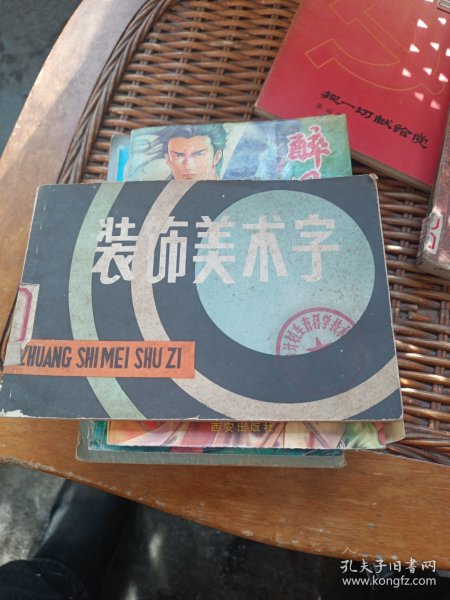 把一切献给党
醉
装饰美术字
ZHUANG SHI MEI SHU ZI
西安出版社
孔夫子旧书网
www.kongfz.com